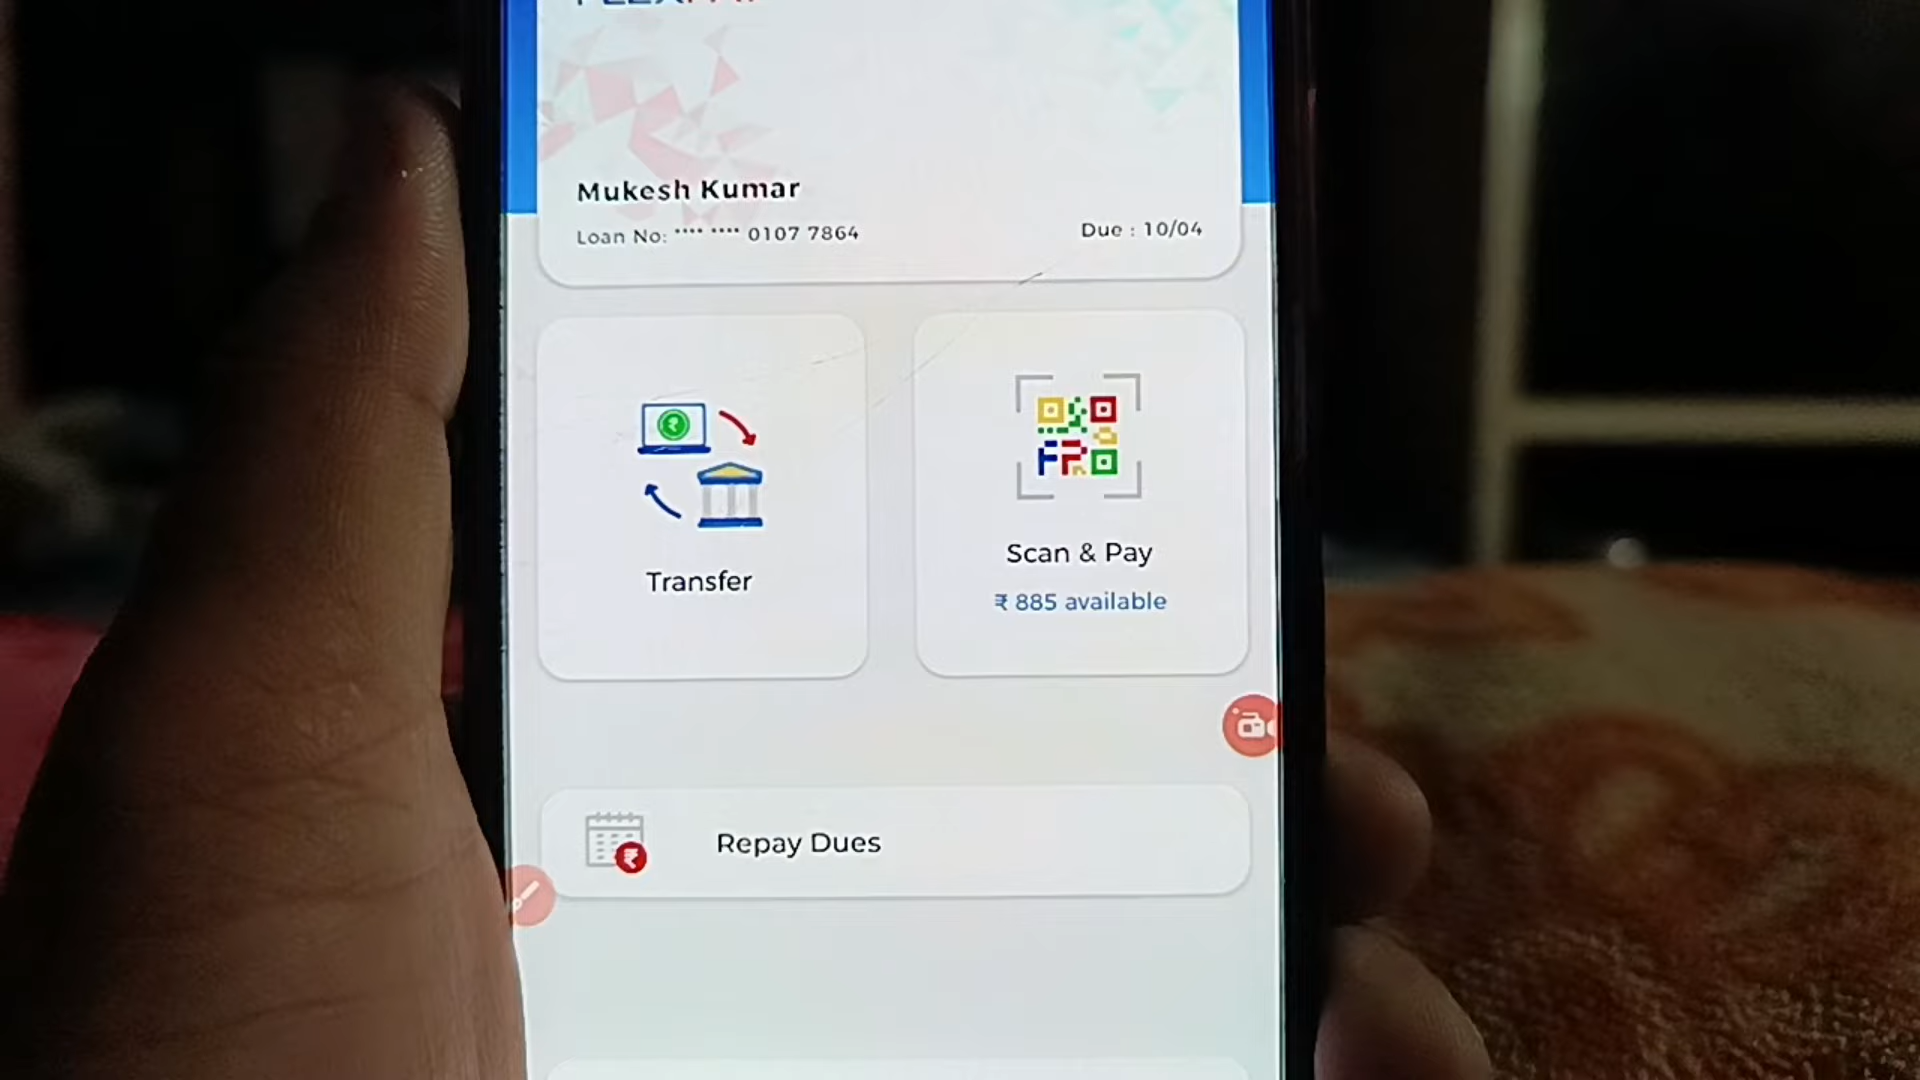 Mukesh Kumar
Loan No: **** **** 0107 7864
Due : 10/04
Transfer
Scan & Pay
₹ 885 available
Repay Dues